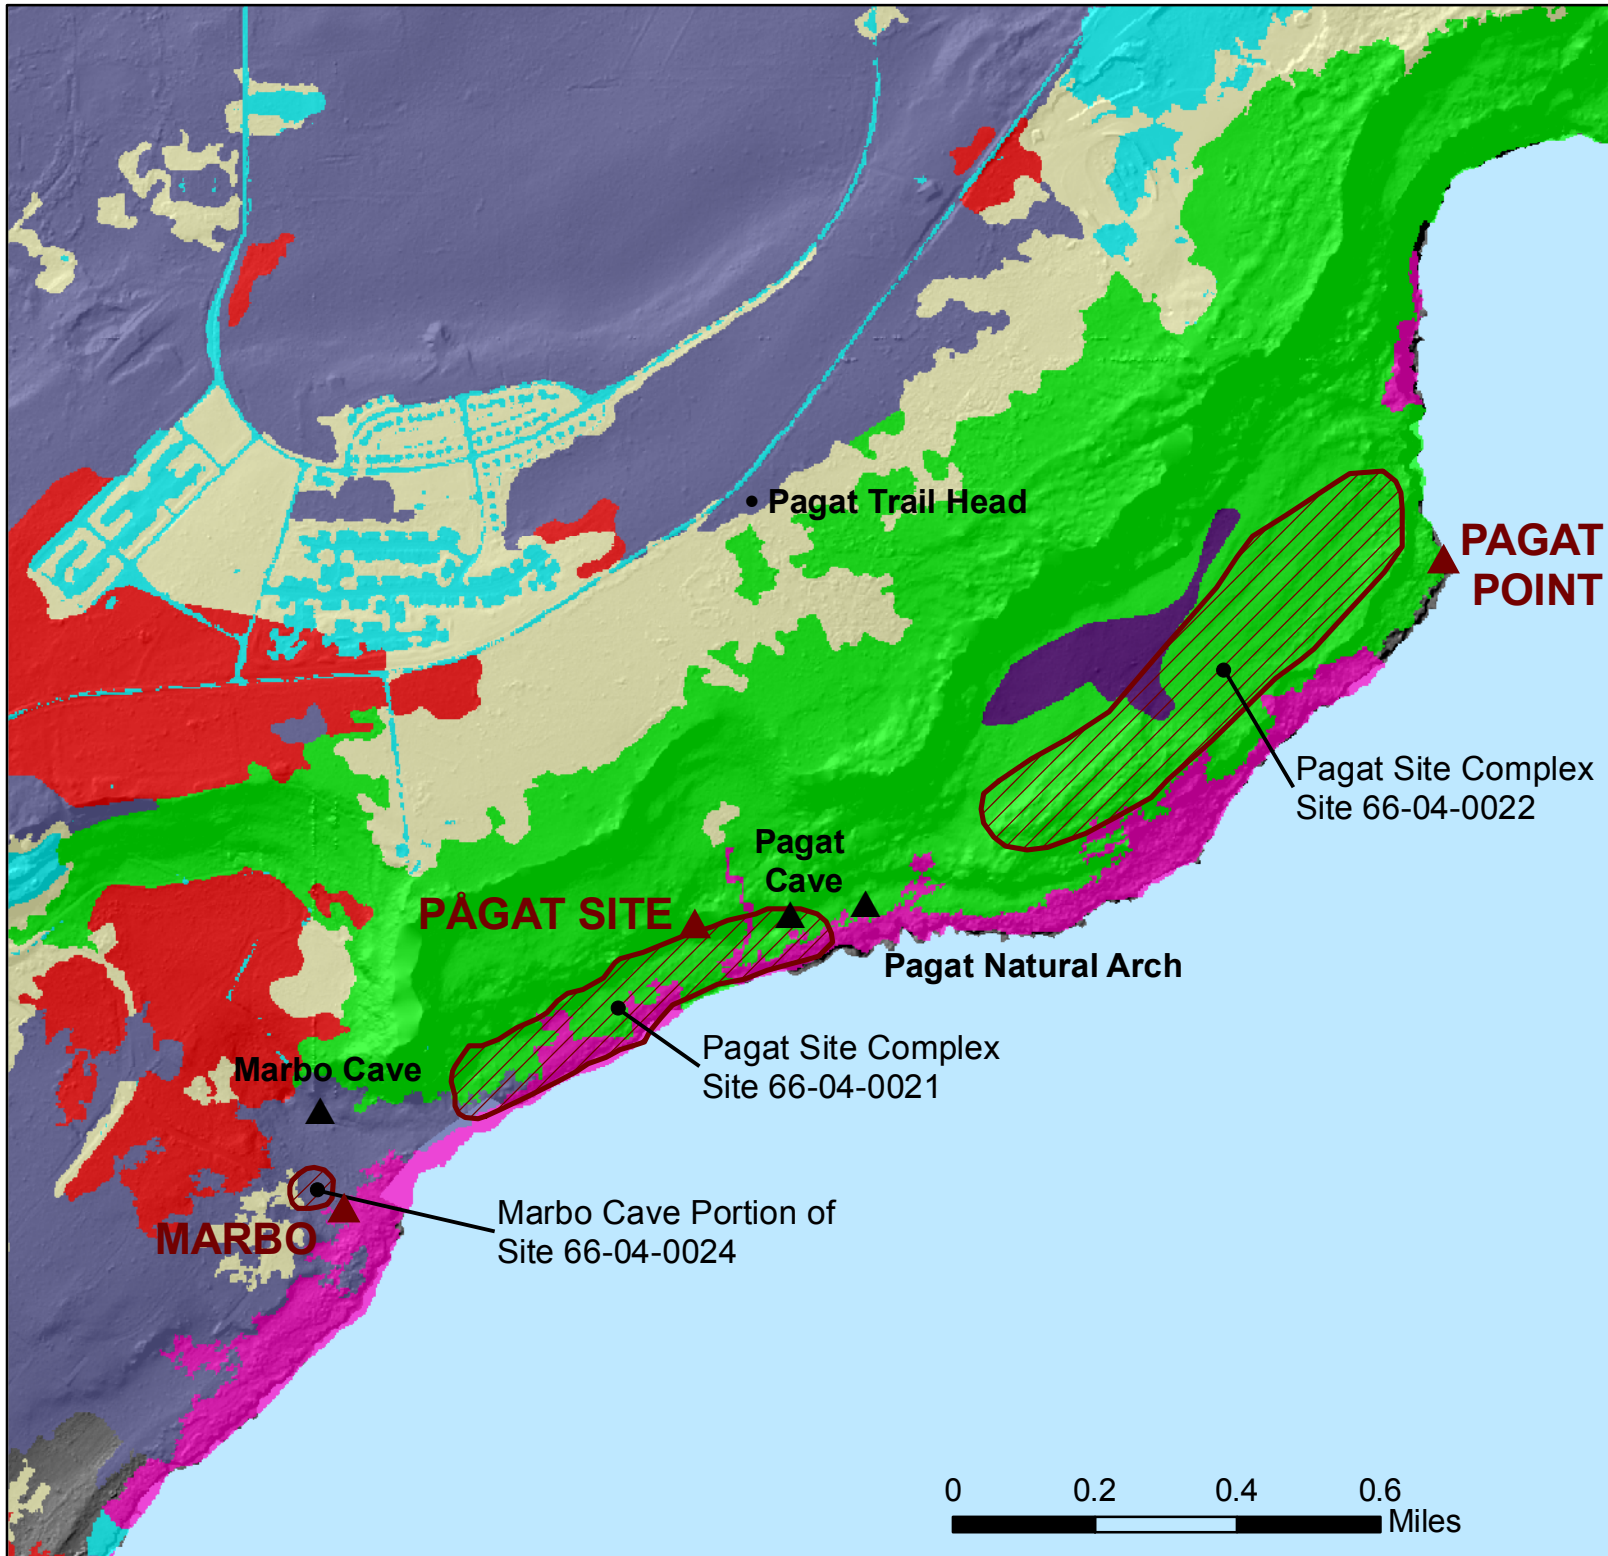 Pagat Trail Head
PAGAT
POINT
Pagat Site Complex
Site 66-04-0022
Pagat
Cave
PÅGAT SITE
Pagat Natural Arch
Pagat Site Complex
Site 66-04-0021
Marbo Cave
Marbo Cave Portion of
Site 66-04-0024
MARBO
0 0.2 0.4 0.6
Miles